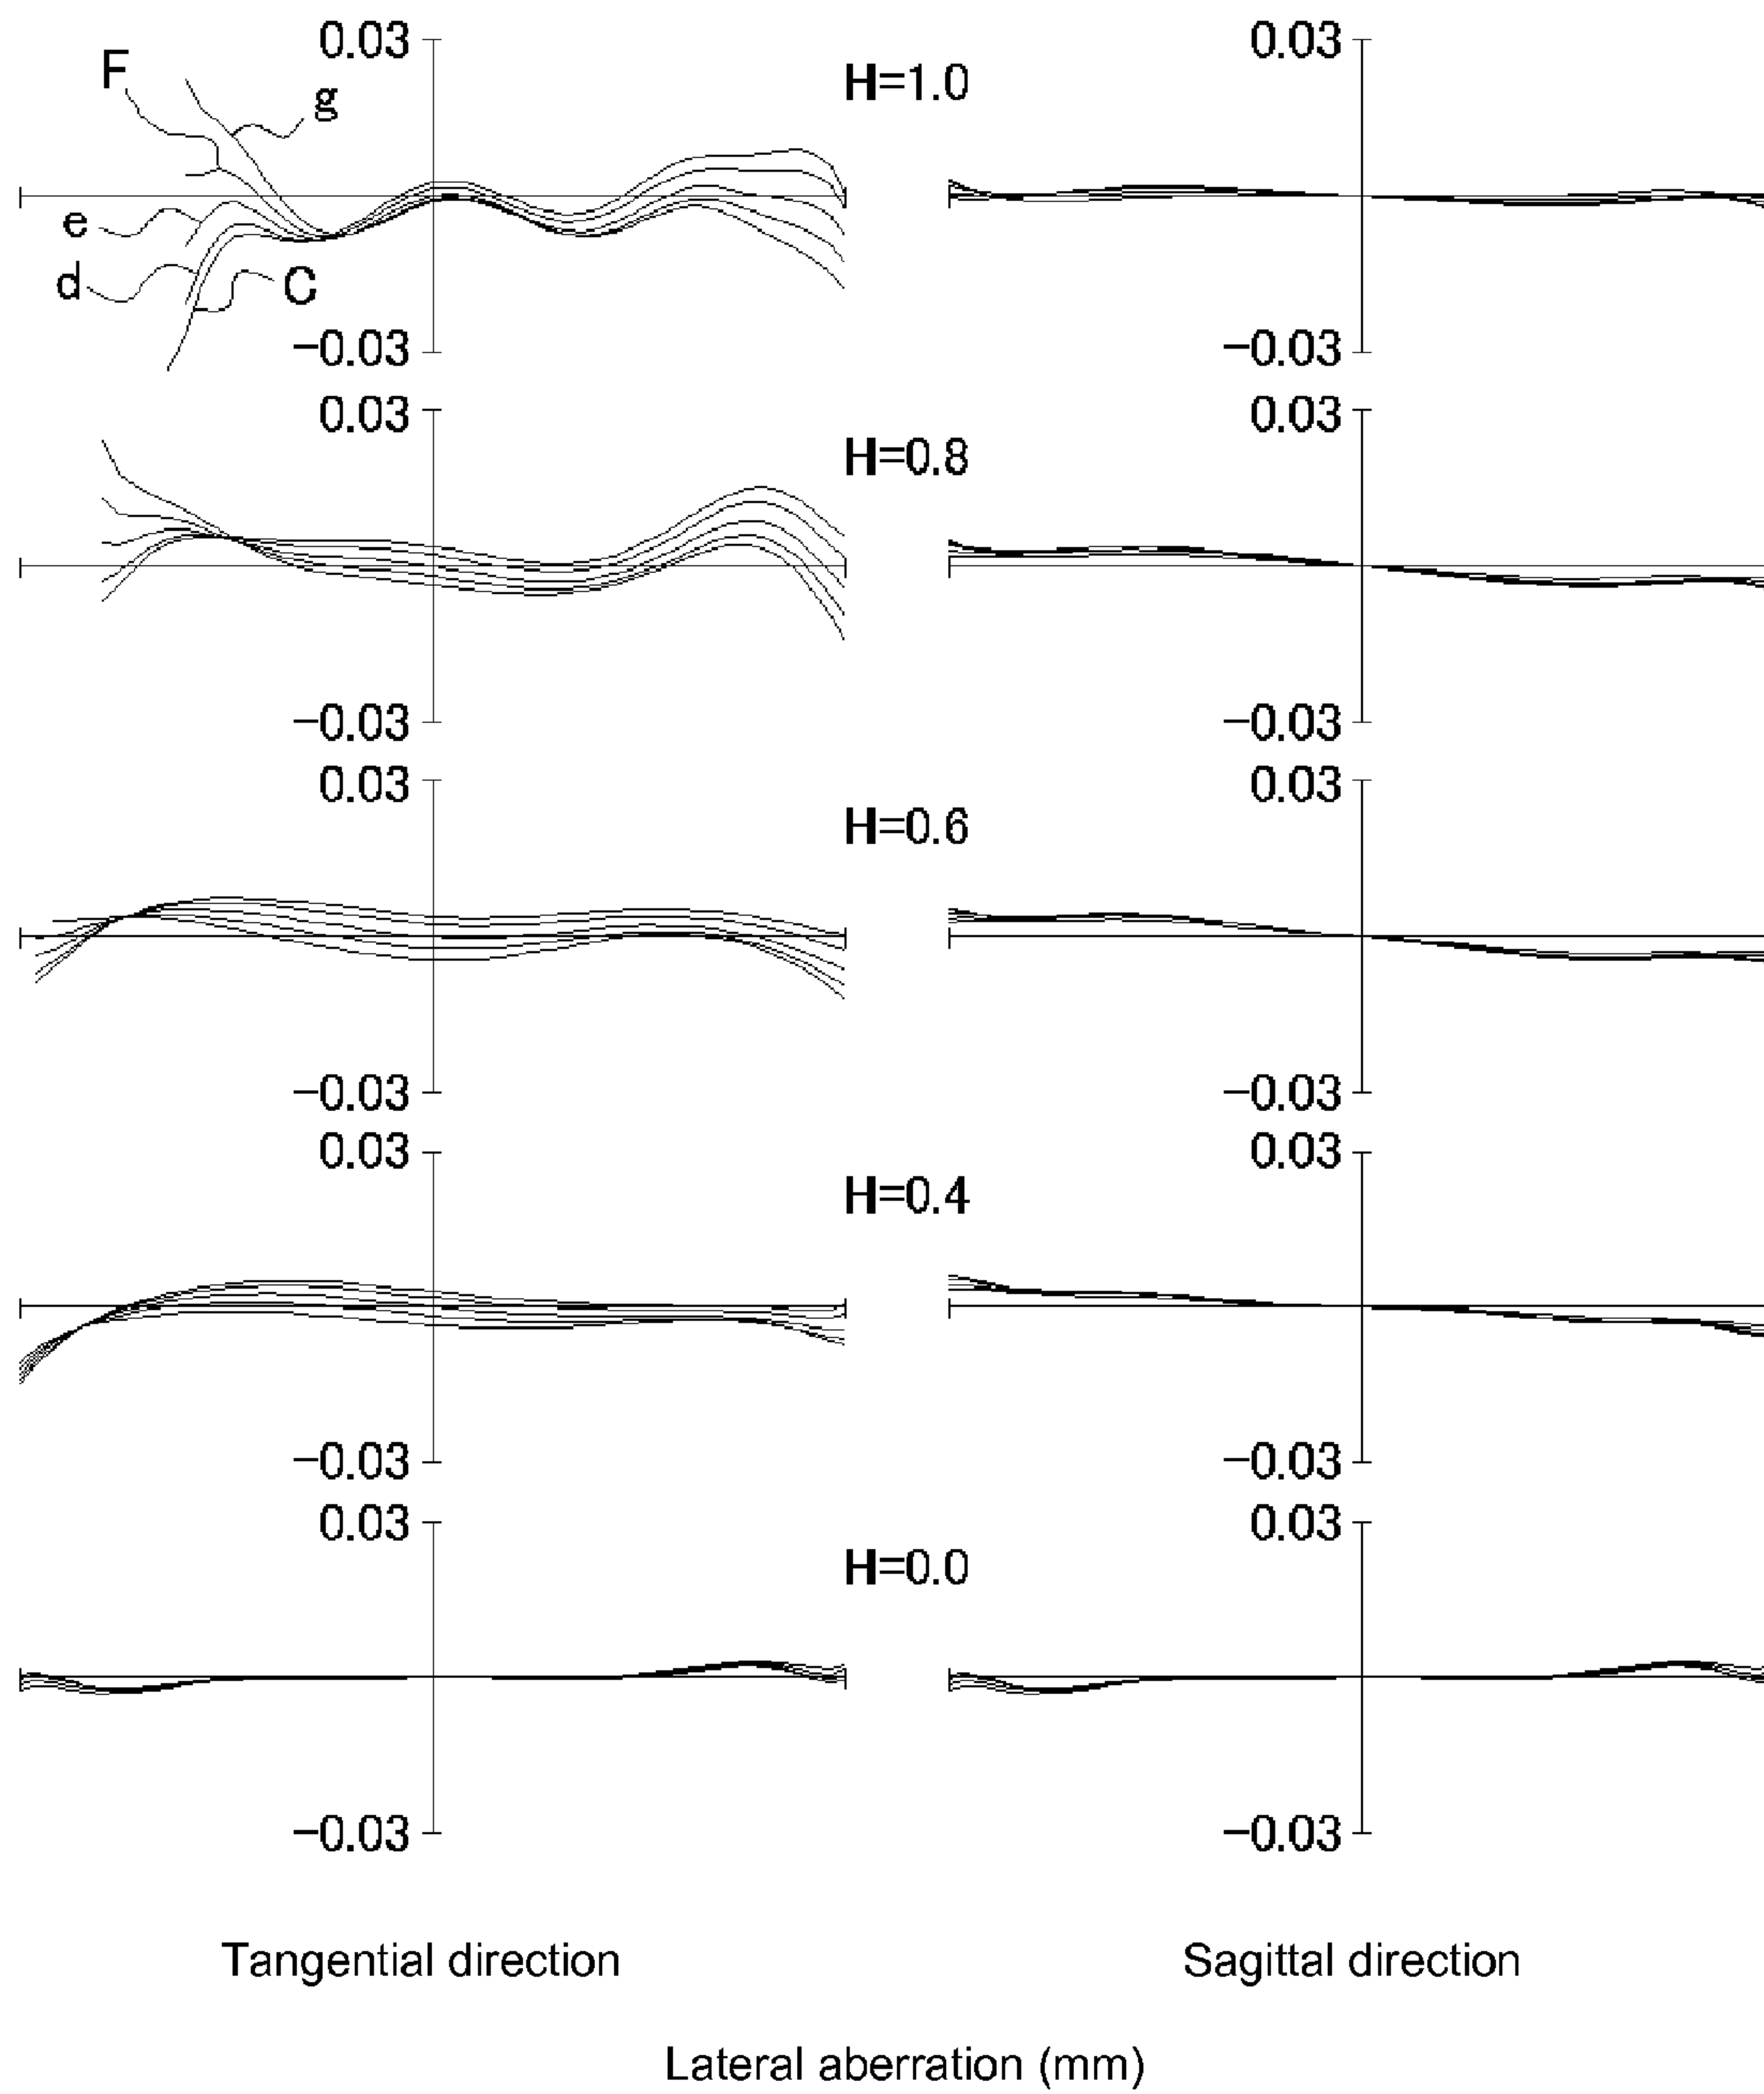 0.03 0.03
F H=1.0
g
e
d C
−0.03 −0.03
0.03 0.03
H=0.8
−0.03 −0.03
0.03 0.03
H=0.6
−0.03 −0.03
0.03 0.03
H=0.4
−0.03 −0.03
0.03 0.03
H=0.0
−0.03 −0.03
Tangential direction Sagittal direction
Lateral aberration (mm)